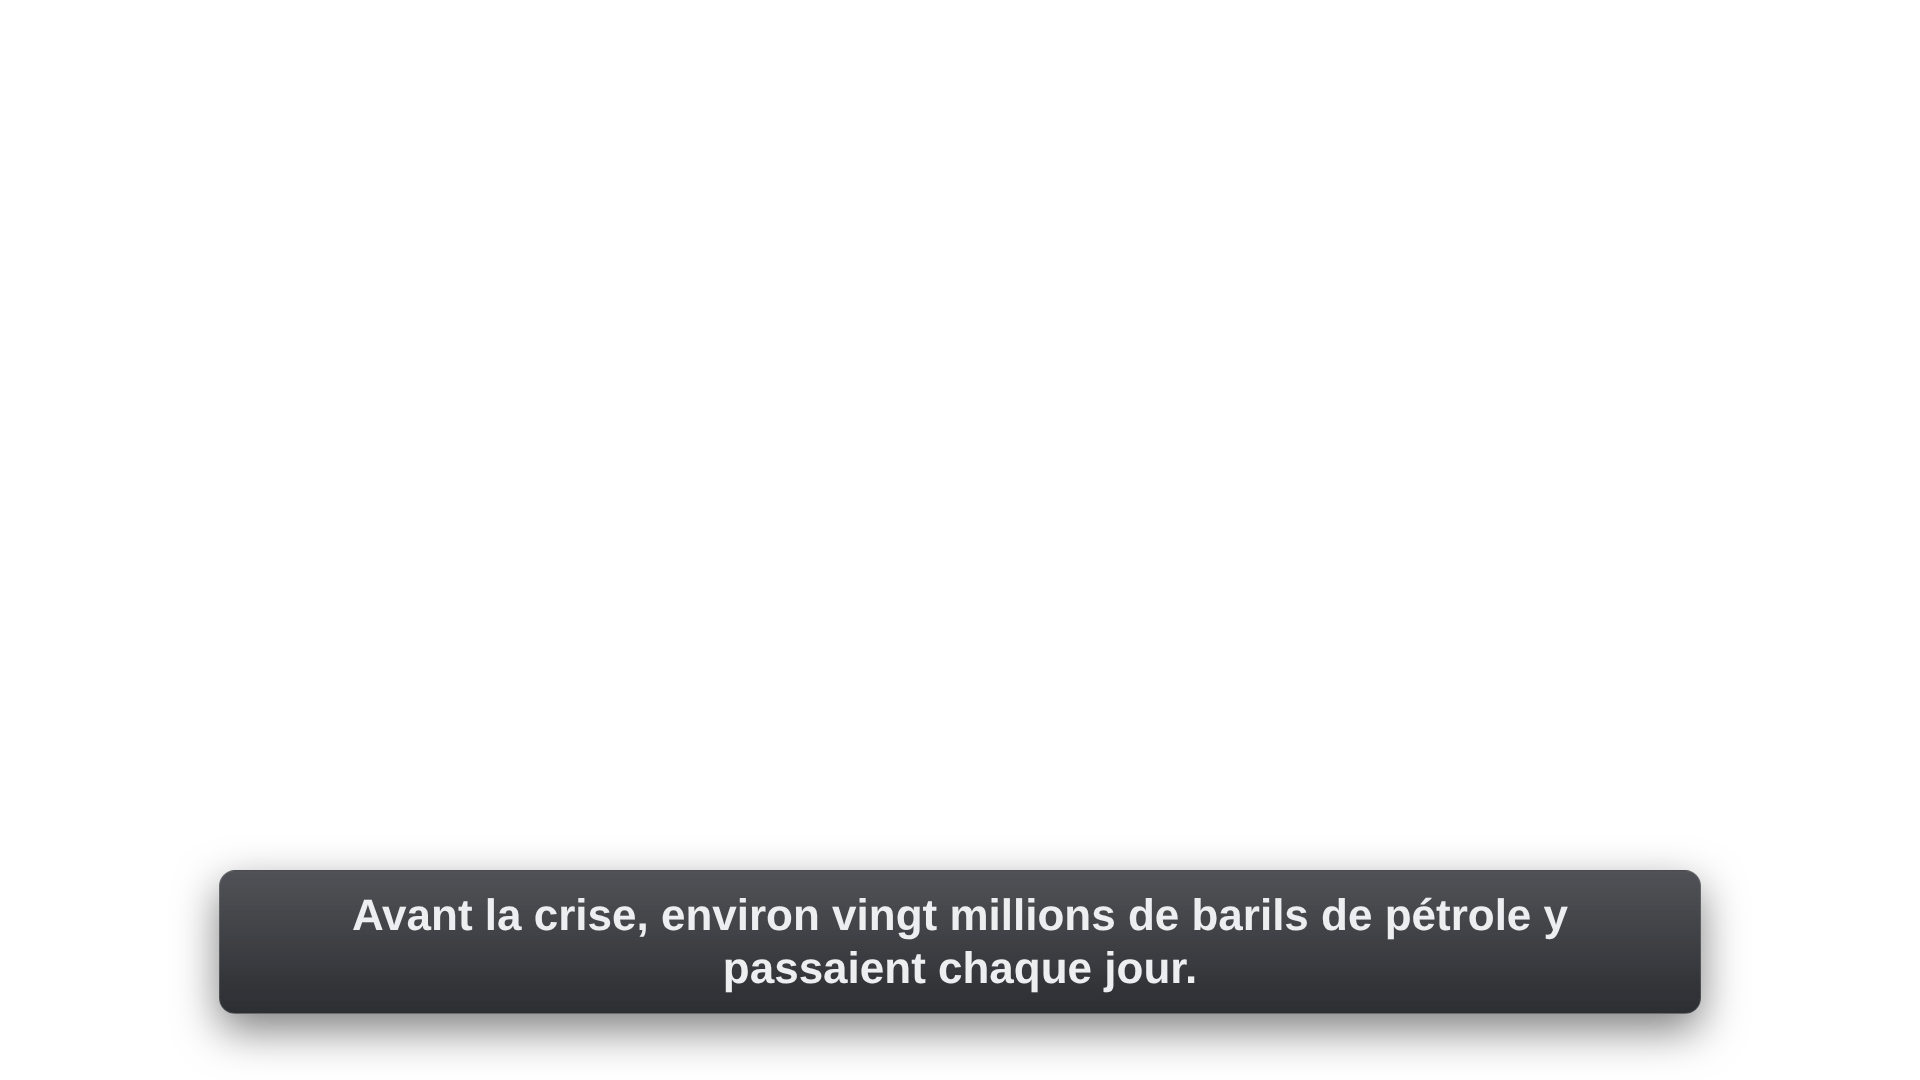 Avant la crise, environ vingt millions de barils de pétrole y
passaient chaque jour.